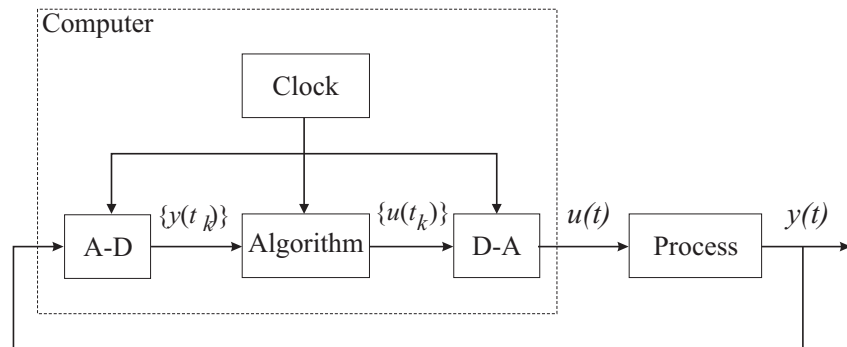 Computer
Clock
A-D
{y(t_k)}
Algorithm
{u(t_k)}
D-A
u(t)
Process
y(t)